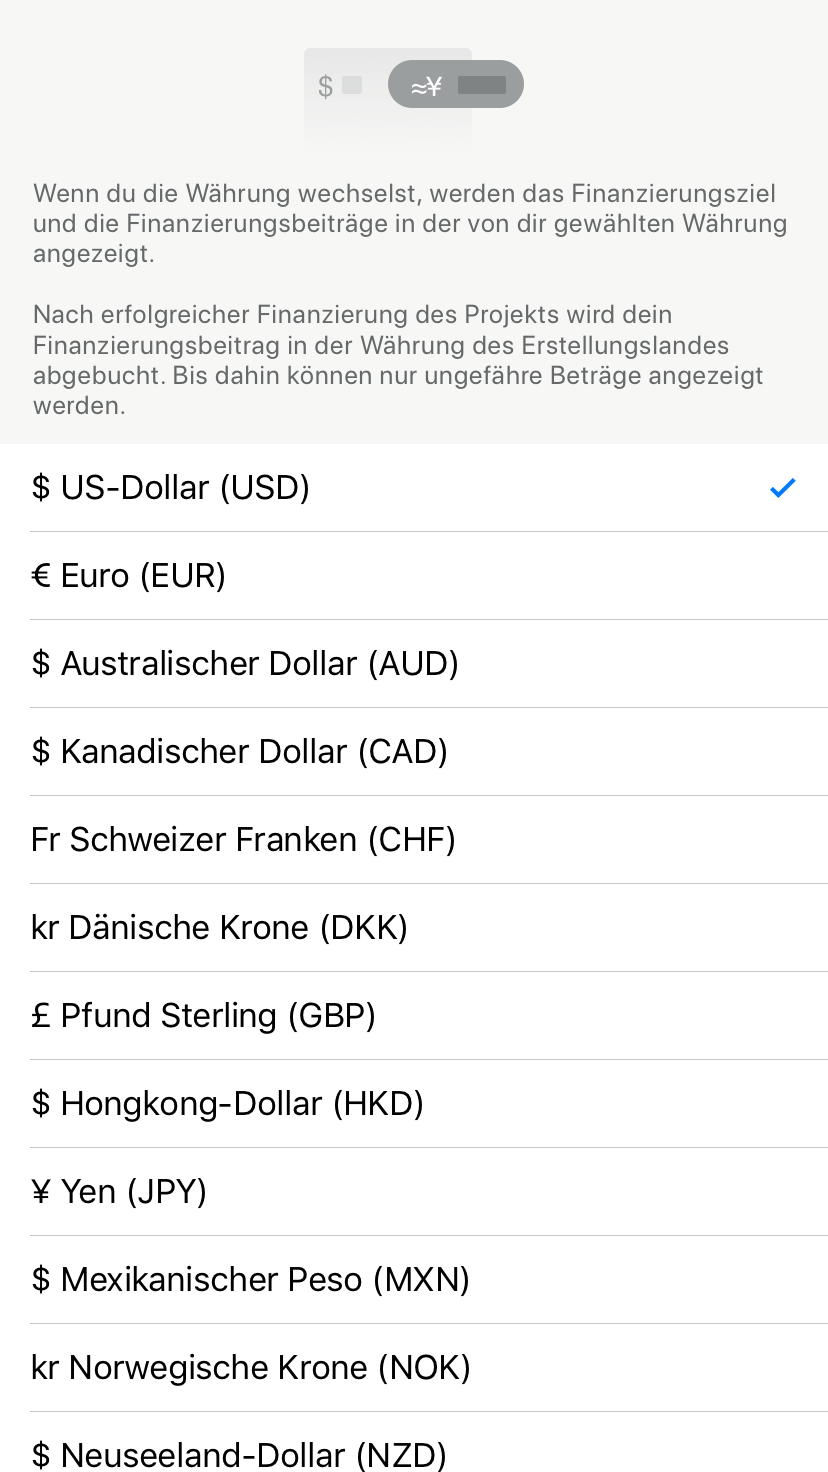 $ ≈¥
Wenn du die Währung wechselst, werden das Finanzierungsziel
und die Finanzierungsbeiträge in der von dir gewählten Währung
angezeigt.
Nach erfolgreicher Finanzierung des Projekts wird dein
Finanzierungsbeitrag in der Währung des Erstellungslandes
abgebucht. Bis dahin können nur ungefähre Beträge angezeigt
werden.
$ US-Dollar (USD)
€ Euro (EUR)
$ Australischer Dollar (AUD)
$ Kanadischer Dollar (CAD)
Fr Schweizer Franken (CHF)
kr Dänische Krone (DKK)
£ Pfund Sterling (GBP)
$ Hongkong-Dollar (HKD)
¥ Yen (JPY)
$ Mexikanischer Peso (MXN)
kr Norwegische Krone (NOK)
$ Neuseeland-Dollar (NZD)